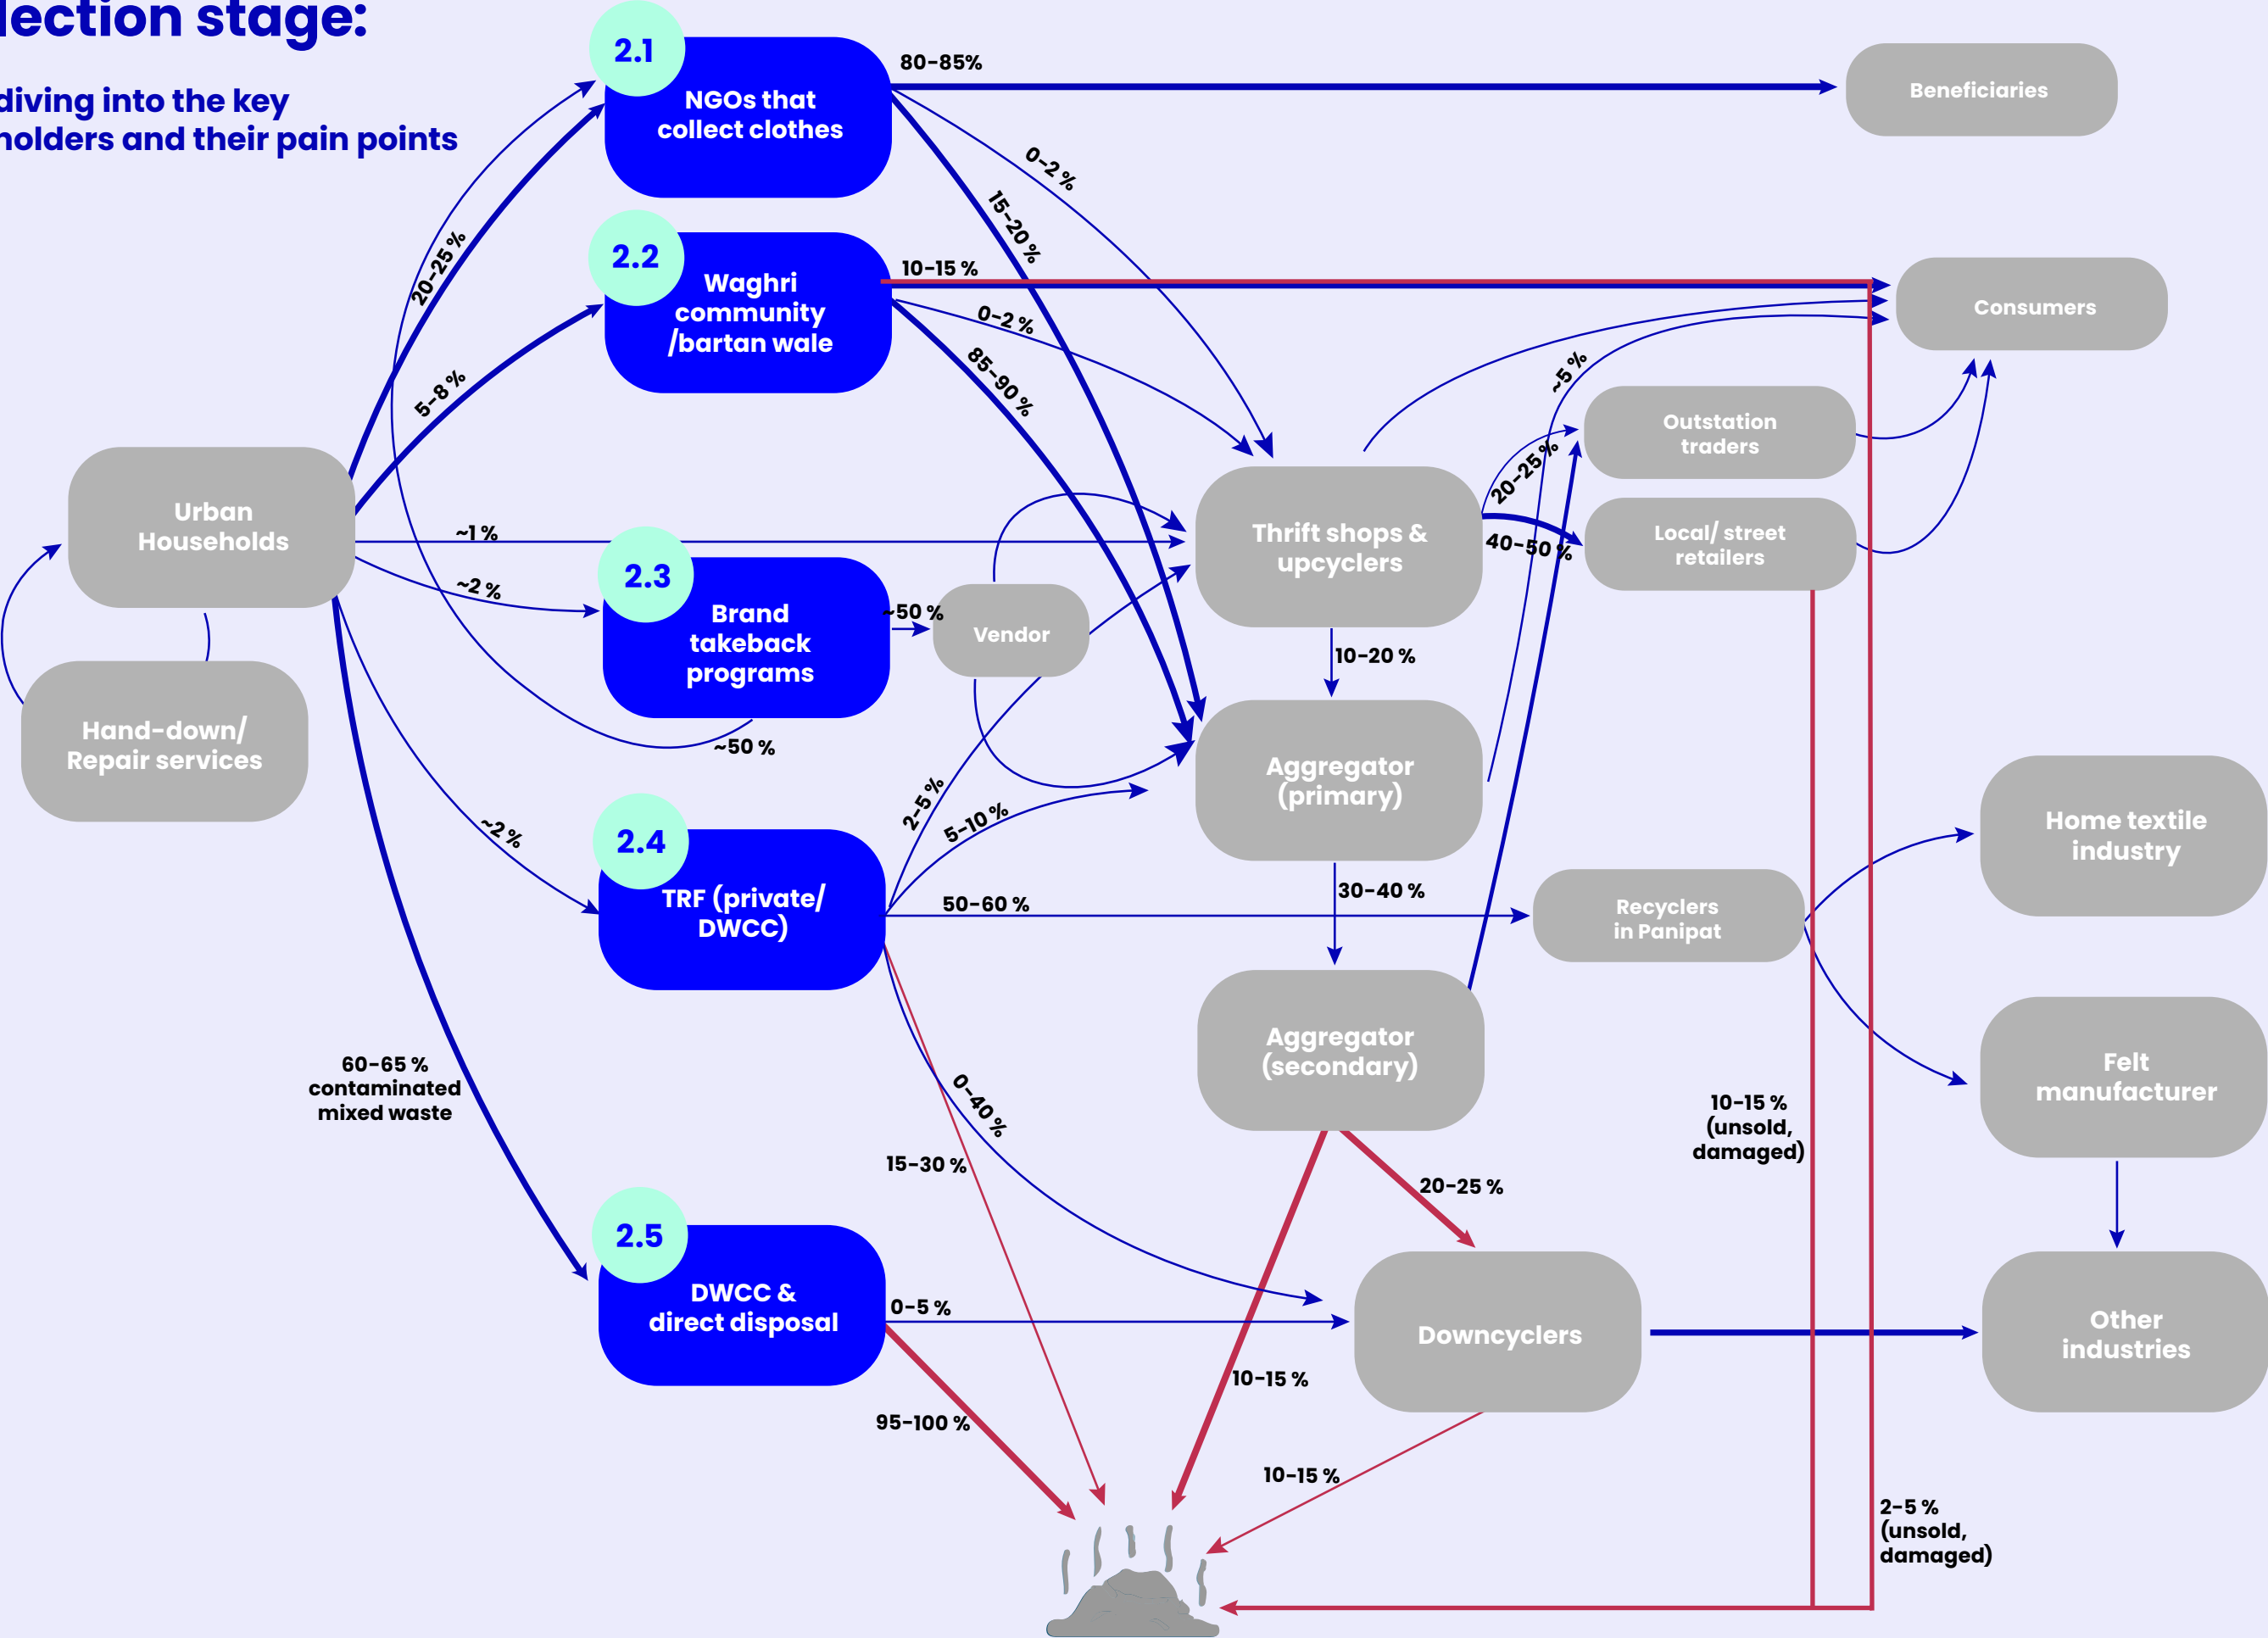 lection stage:
diving into the key
holders and their pain points
2.1
NGOs that
collect clothes
80-85%
Beneficiaries
0-2 %
15-20 %
20-25 %
2.2
Waghri
community
/bartan wale
10-15 %
Consumers
0-2 %
85-90 %
5-8 %
~5 %
Outstation
traders
20-25 %
Urban
Households
~1 %
Thrift shops &
upcyclers
Local/ street
retailers
40-50 %
~2 %
2.3
Brand
takeback
programs
~50 %
Vendor
10-20 %
Hand-down/
Repair services
~50 %
Aggregator
(primary)
2-5 %
5-10 %
~2 %
2.4
TRF (private/
DWCC)
50-60 %
30-40 %
Recyclers
in Panipat
Home textile
industry
Aggregator
(secondary)
Felt
manufacturer
60-65 %
contaminated
mixed waste
0-40 %
15-30 %
10-15 %
(unsold,
damaged)
20-25 %
2.5
DWCC &
direct disposal
0-5 %
Downcyclers
Other
industries
10-15 %
95-100 %
10-15 %
2-5 %
(unsold,
damaged)